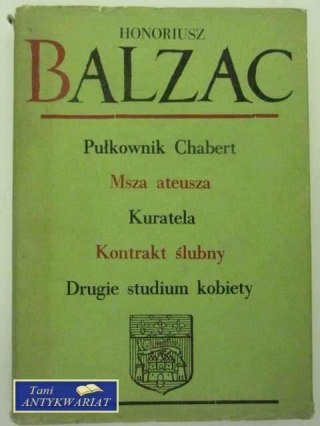 HONORIUSZ
BALZAC
Pułkownik Chabert
Msza ateusza
Kuratela
Kontrakt ślubny
Drugie studium kobiety
Tani
ANTYKWARIAT